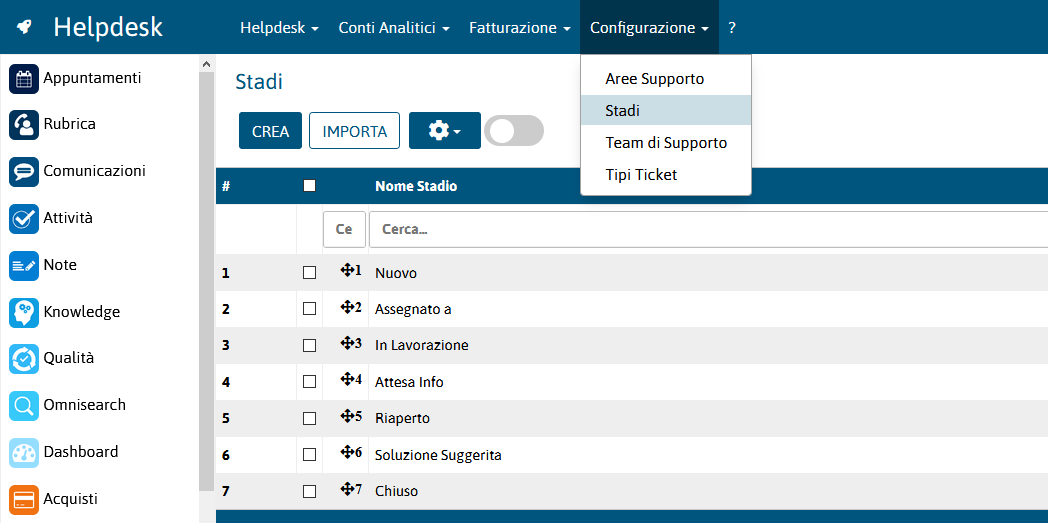 Helpdesk
Helpdesk Conti Analitici Fatturazione Configurazione ?
Aree Supporto
Stadi
Team di Supporto
Tipi Ticket
Appuntamenti
Rubrica
Comunicazioni
Attività
Note
Knowledge
Qualità
Omnisearch
Dashboard
Acquisti
Stadi
CREA IMPORTA
# Nome Stadio
Ce Cerca...
1 1 Nuovo
2 2 Assegnato a
3 3 In Lavorazione
4 4 Attesa Info
5 5 Riaperto
6 6 Soluzione Suggerita
7 7 Chiuso